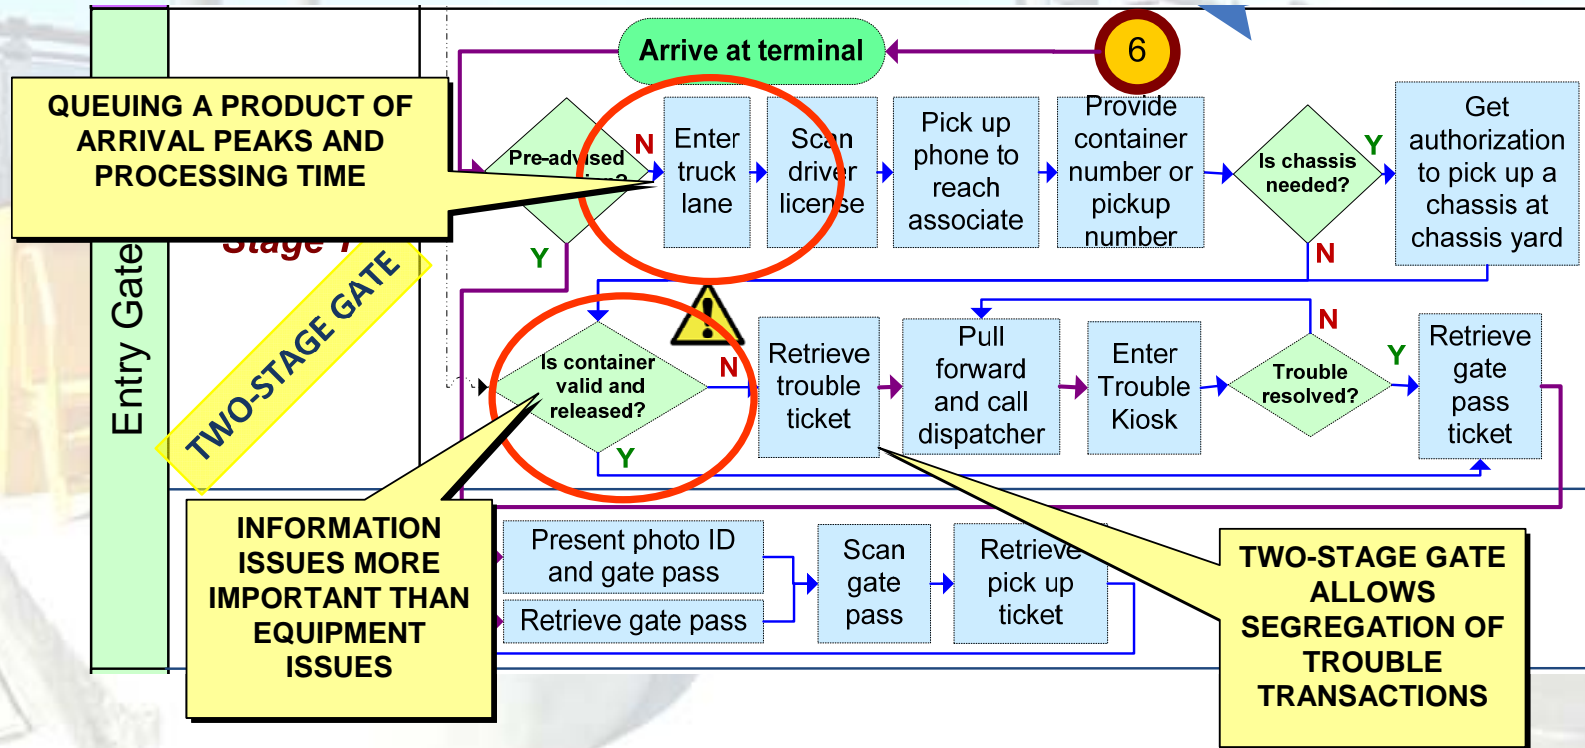 Arrive at terminal
6
QUEUING A PRODUCT OF
ARRIVAL PEAKS AND
PROCESSING TIME
Pre-advised
N
Y
Enter
truck
lane
Scan
driver
license
Pick up
phone to
reach
associate
Provide
container
number or
pickup
number
Is chassis
needed?
Y
N
Get
authorization
to pick up a
chassis at
chassis yard
Entry Gate
Stage
TWO-STAGE GATE
Is container
valid and
released?
N
Y
Retrieve
trouble
ticket
Pull
forward
and call
dispatcher
Enter
Trouble
Kiosk
Trouble
resolved?
N
Y
Retrieve
gate
pass
ticket
INFORMATION
ISSUES MORE
IMPORTANT THAN
EQUIPMENT
ISSUES
Present photo ID
and gate pass
Retrieve gate pass
Scan
gate
pass
Retrieve
pick up
ticket
TWO-STAGE GATE
ALLOWS
SEGREGATION OF
TROUBLE
TRANSACTIONS